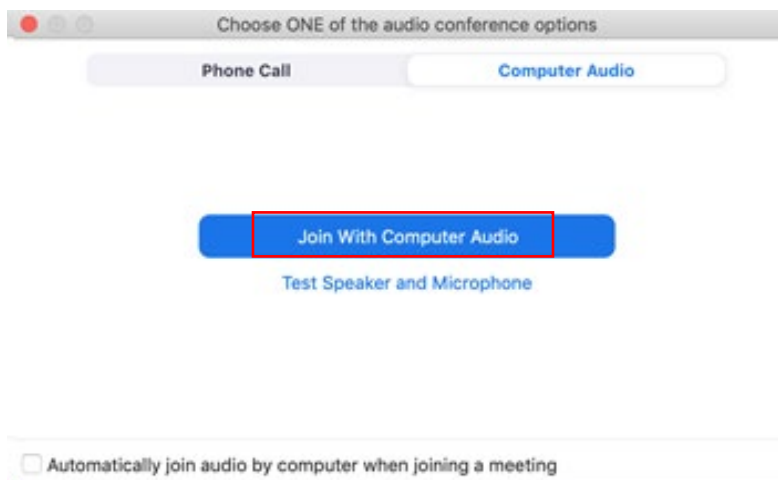 Choose ONE of the audio conference options
Phone Call
Computer Audio
Join With Computer Audio
Test Speaker and Microphone
Automatically join audio by computer when joining a meeting